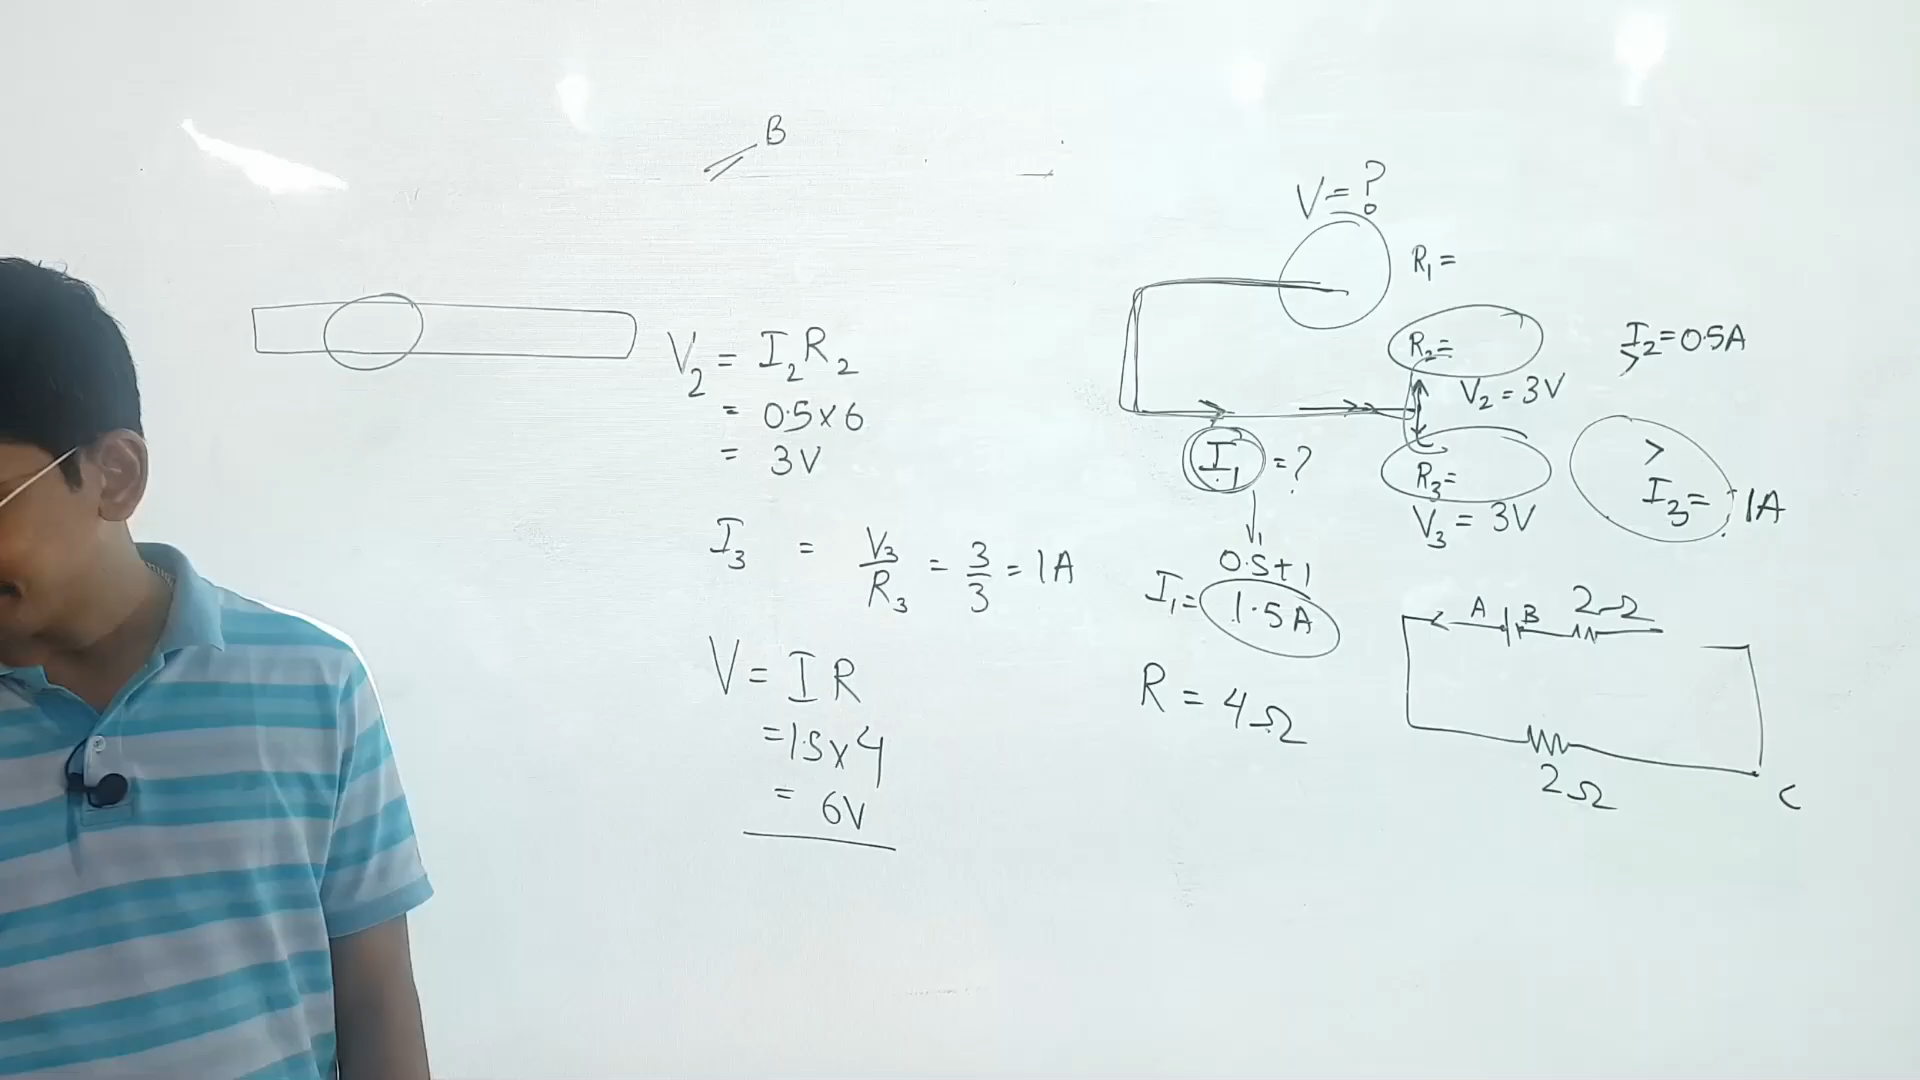 B
V₂ = I₂R₂
= 0.5×6
= 3V
I₃ = V₃/R₃ = 3/3 = 1A
V = IR
= 1.5×4
= 6V
V = ?
R₁ =
R₂ =
I₂ = 0.5A
V₂ = 3V
I₁ = ?
R₃ =
I₃ = 1A
V₃ = 3V
0.5+1
I₁ = 1.5A
R = 4Ω
A B 2Ω
2Ω
C